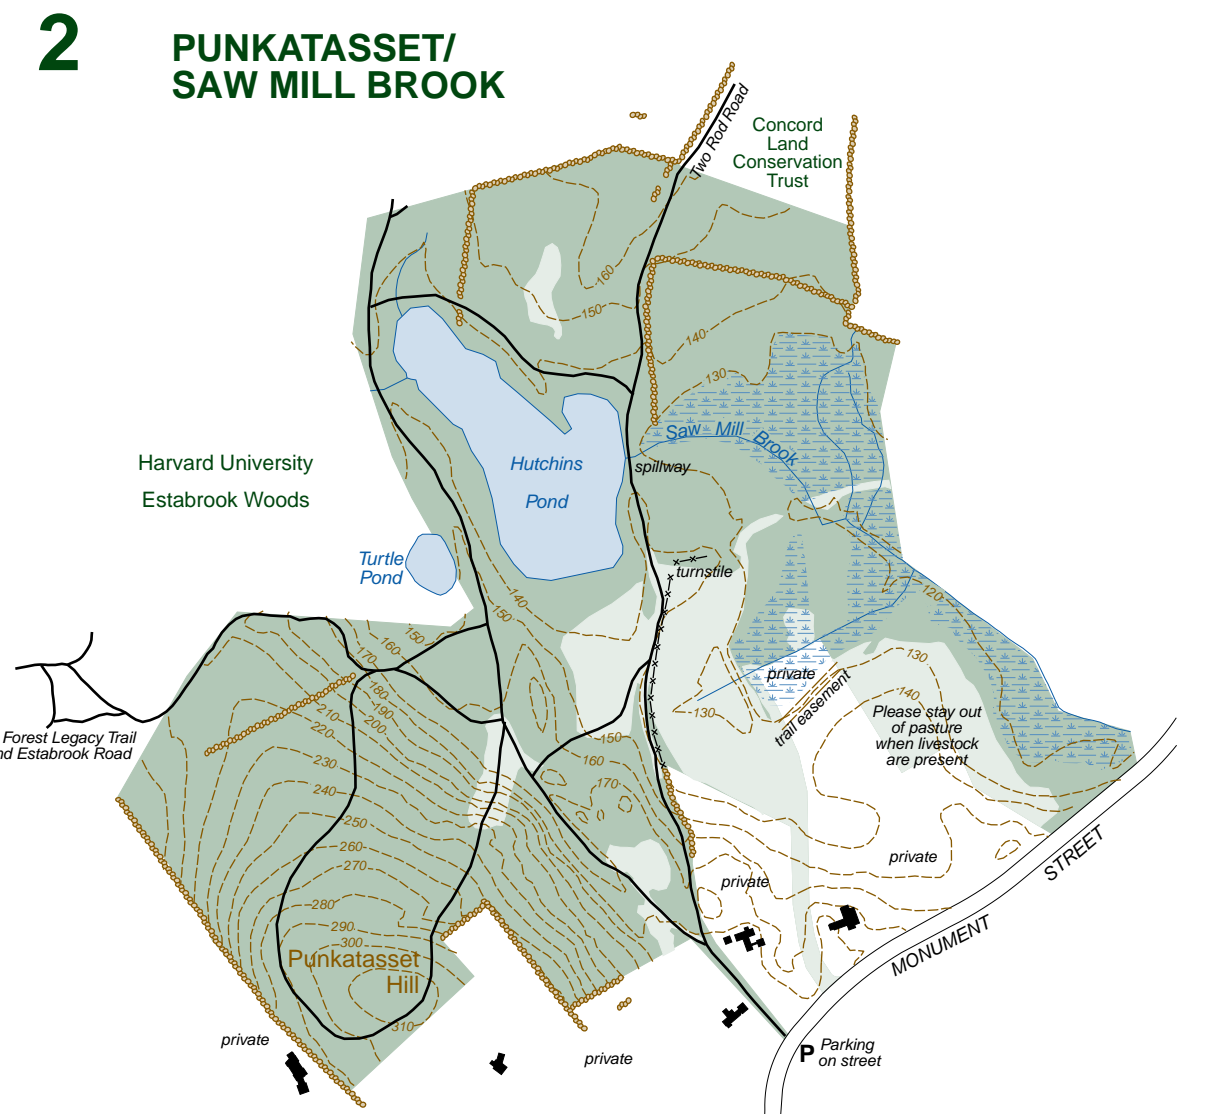 2
PUNKATASSET/
SAW MILL BROOK
Two Rod Road
Concord
Land
Conservation
Trust
160
150
140
130
Saw Mill Brook
Harvard University
Estabrook Woods
Hutchins
Pond
spillway
Turtle
Pond
turnstile
120
140
150
150
160
170
180
190
200
210
220
130
private
trail easement
130
140
Please stay out
of pasture
when livestock
are present
Forest Legacy Trail
nd Estabrook Road
150
160
170
230
240
250
260
270
280
290
300
310
Punkatasset
Hill
private
private
STREET
MONUMENT
private
private
P
Parking
on street